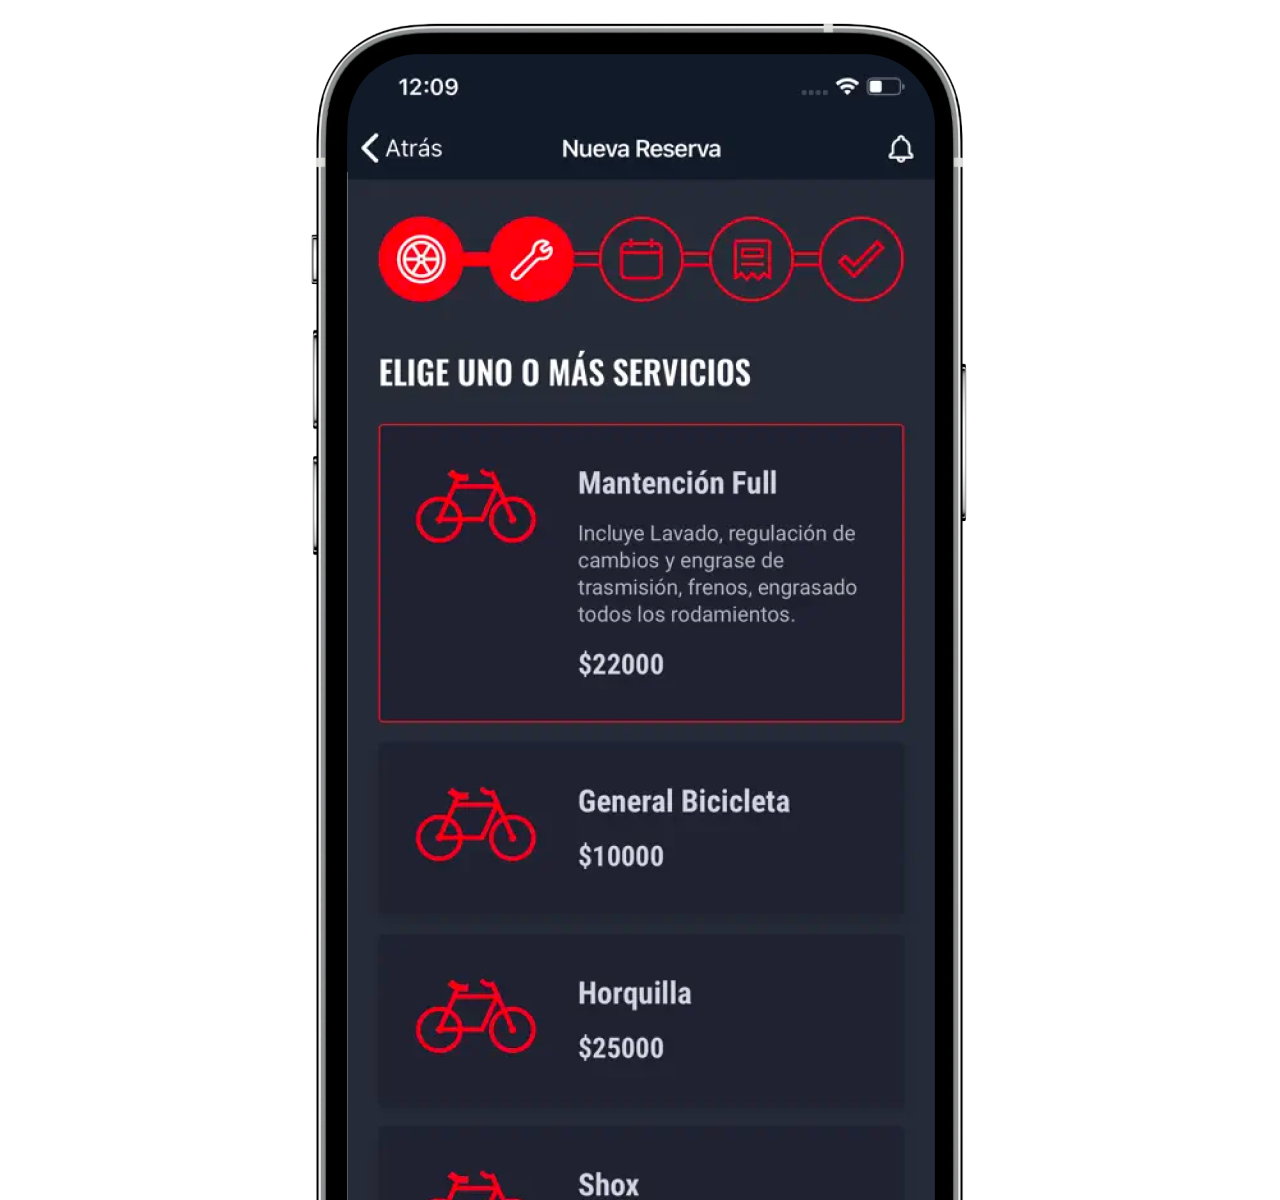 12:09
Atrás
Nueva Reserva
ELIGE UNO O MÁS SERVICIOS
Mantención Full
Incluye Lavado, regulación de
cambios y engrase de
trasmisión, frenos, engrasado
todos los rodamientos.
$22000
General Bicicleta
$10000
Horquilla
$25000
Shox